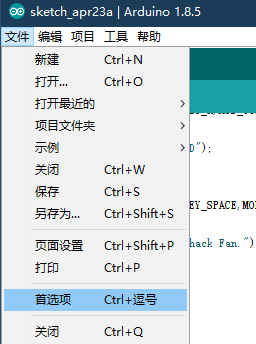 sketch_apr23a | Arduino 1.8.5
文件 编辑 项目 工具 帮助
新建 Ctrl+N
打开... Ctrl+O
打开最近的
项目文件夹
示例
关闭 Ctrl+W
保存 Ctrl+S
另存为... Ctrl+Shift+S
页面设置 Ctrl+Shift+P
打印 Ctrl+P
首选项 Ctrl+逗号
关闭 Ctrl+Q
");
EY_SPACE,MO
hack Fan.")